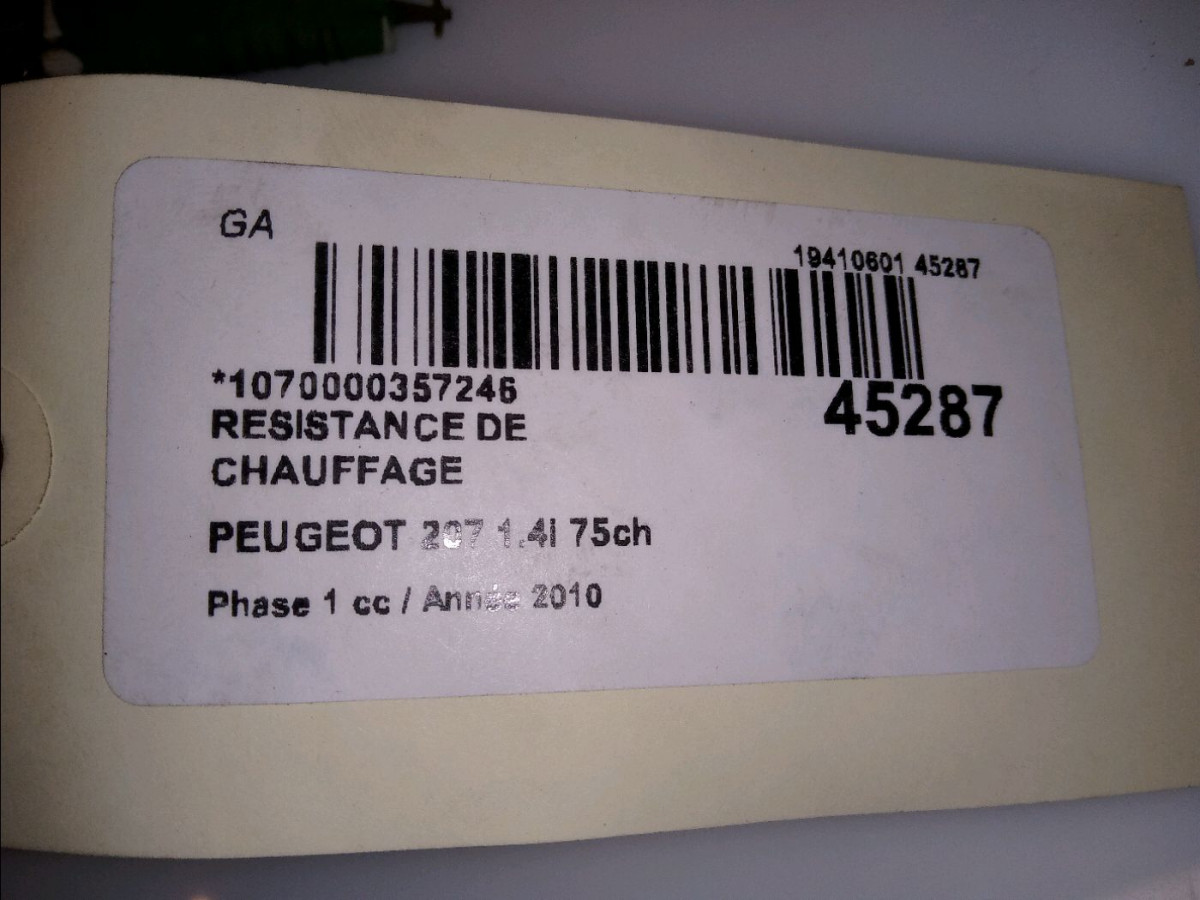 GA
19410601 45287
*1070000357246
45287
RESISTANCE DE
CHAUFFAGE
PEUGEOT 207 1.4i 75ch
Phase 1 cc / Année 2010